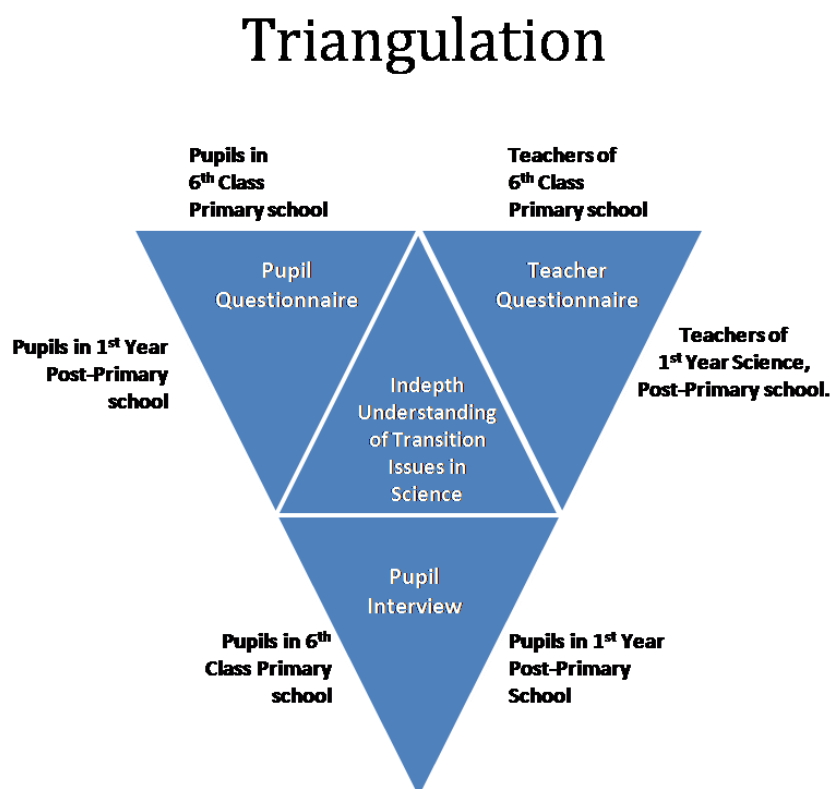 Triangulation
Pupils in
6th Class
Primary school
Teachers of
6th Class
Primary school
Pupil
Questionnaire
Teacher
Questionnaire
Pupils in 1st Year
Post-Primary
school
Teachers of
1st Year Science,
Post-Primary school.
Indepth
Understanding
of Transition
Issues in
Science
Pupil
Interview
Pupils in 6th
Class Primary
school
Pupils in 1st Year
Post-Primary
School